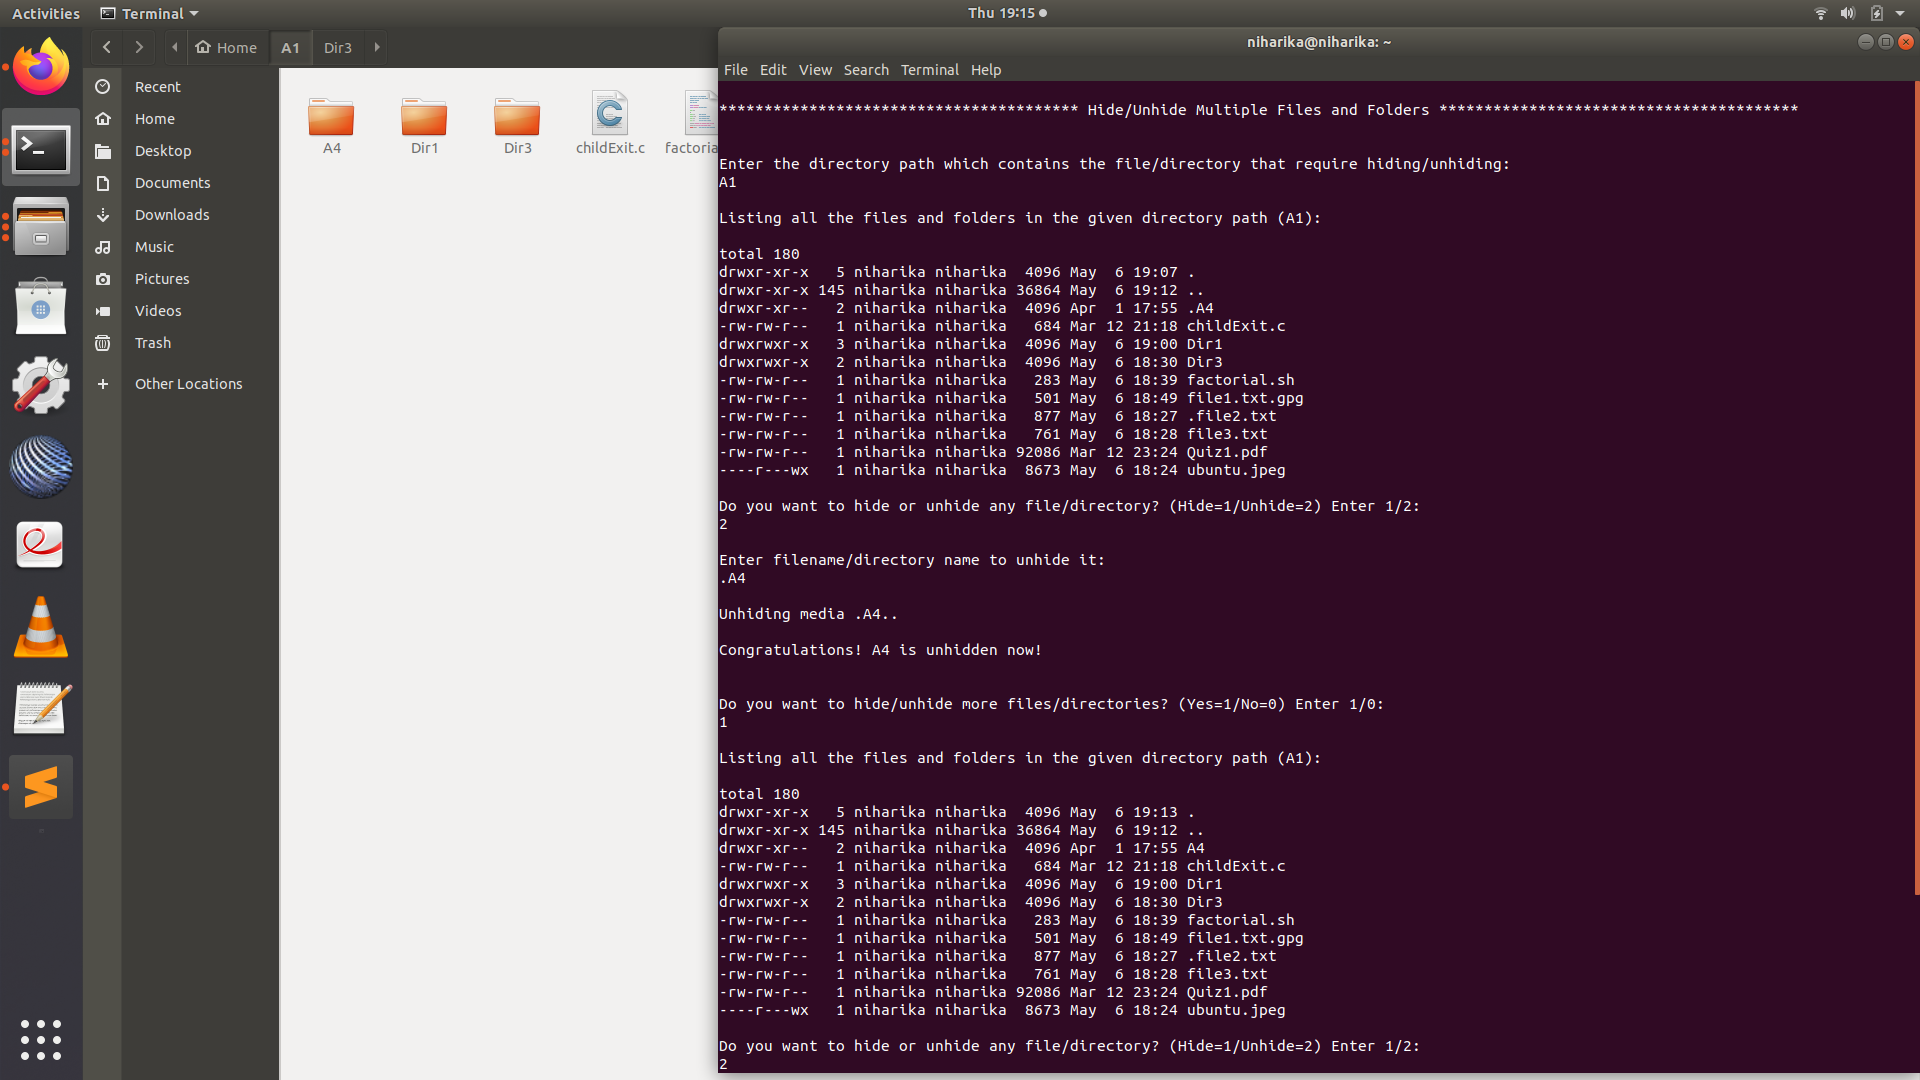 Activities
Terminal
Thu 19:15
Home
A1
Dir3
Recent
Home
Desktop
Documents
Downloads
Music
Pictures
Videos
Trash
Other Locations
A4
Dir1
Dir3
childExit.c
factoria
niharika@niharika: ~
File Edit View Search Terminal Help
**************************************** Hide/Unhide Multiple Files and Folders ****************************************
Enter the directory path which contains the file/directory that require hiding/unhiding:
A1
Listing all the files and folders in the given directory path (A1):
total 180
drwxr-xr-x   5 niharika niharika  4096 May  6 19:07 .
drwxr-xr-x 145 niharika niharika 36864 May  6 19:12 ..
drwxr-xr--   2 niharika niharika  4096 Apr  1 17:55 .A4
-rw-rw-r--   1 niharika niharika   684 Mar 12 21:18 childExit.c
drwxrwxr-x   3 niharika niharika  4096 May  6 19:00 Dir1
drwxrwxr-x   2 niharika niharika  4096 May  6 18:30 Dir3
-rw-rw-r--   1 niharika niharika   283 May  6 18:39 factorial.sh
-rw-rw-r--   1 niharika niharika   501 May  6 18:49 file1.txt.gpg
-rw-rw-r--   1 niharika niharika   877 May  6 18:27 .file2.txt
-rw-rw-r--   1 niharika niharika   761 May  6 18:28 file3.txt
-rw-rw-r--   1 niharika niharika 92086 Mar 12 23:24 Quiz1.pdf
----r---wx   1 niharika niharika  8673 May  6 18:24 ubuntu.jpeg
Do you want to hide or unhide any file/directory? (Hide=1/Unhide=2) Enter 1/2:
2
Enter filename/directory name to unhide it:
.A4
Unhiding media .A4..
Congratulations! A4 is unhidden now!
Do you want to hide/unhide more files/directories? (Yes=1/No=0) Enter 1/0:
1
Listing all the files and folders in the given directory path (A1):
total 180
drwxr-xr-x   5 niharika niharika  4096 May  6 19:13 .
drwxr-xr-x 145 niharika niharika 36864 May  6 19:12 ..
drwxr-xr--   2 niharika niharika  4096 Apr  1 17:55 A4
-rw-rw-r--   1 niharika niharika   684 Mar 12 21:18 childExit.c
drwxrwxr-x   3 niharika niharika  4096 May  6 19:00 Dir1
drwxrwxr-x   2 niharika niharika  4096 May  6 18:30 Dir3
-rw-rw-r--   1 niharika niharika   283 May  6 18:39 factorial.sh
-rw-rw-r--   1 niharika niharika   501 May  6 18:49 file1.txt.gpg
-rw-rw-r--   1 niharika niharika   877 May  6 18:27 .file2.txt
-rw-rw-r--   1 niharika niharika   761 May  6 18:28 file3.txt
-rw-rw-r--   1 niharika niharika 92086 Mar 12 23:24 Quiz1.pdf
----r---wx   1 niharika niharika  8673 May  6 18:24 ubuntu.jpeg
Do you want to hide or unhide any file/directory? (Hide=1/Unhide=2) Enter 1/2:
2